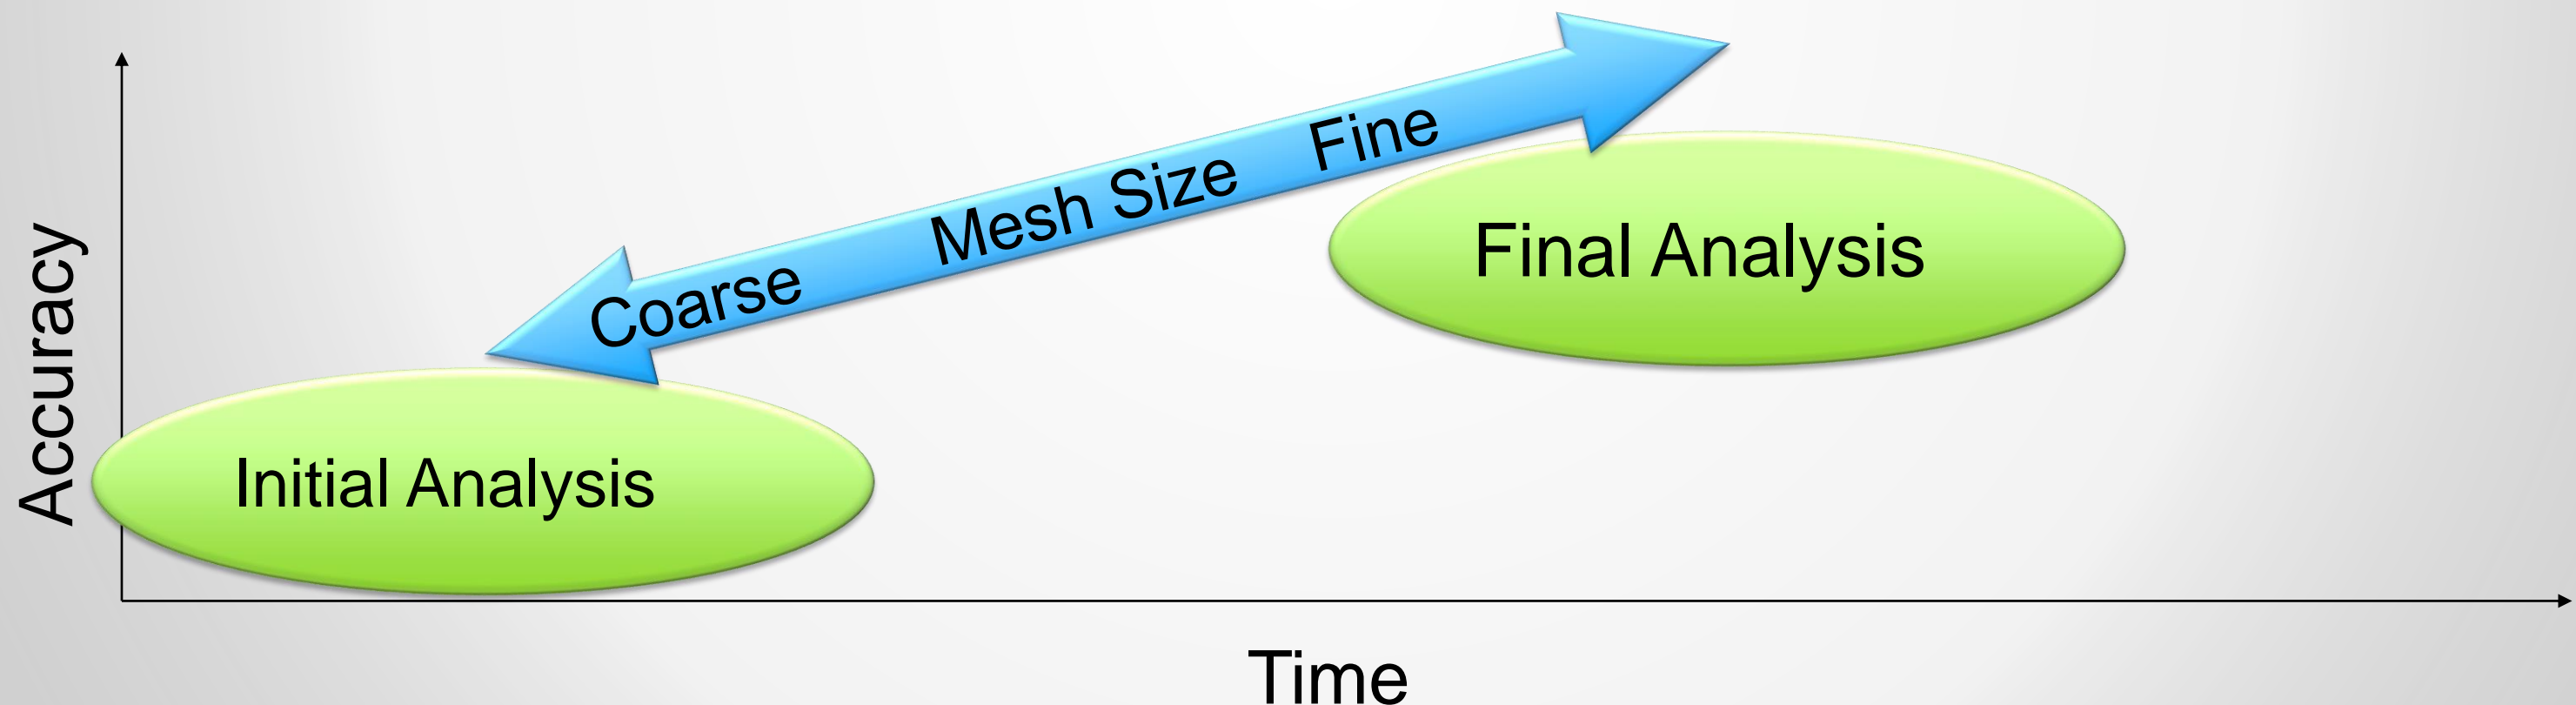 Accuracy
Coarse Mesh Size Fine
Final Analysis
Initial Analysis
Time